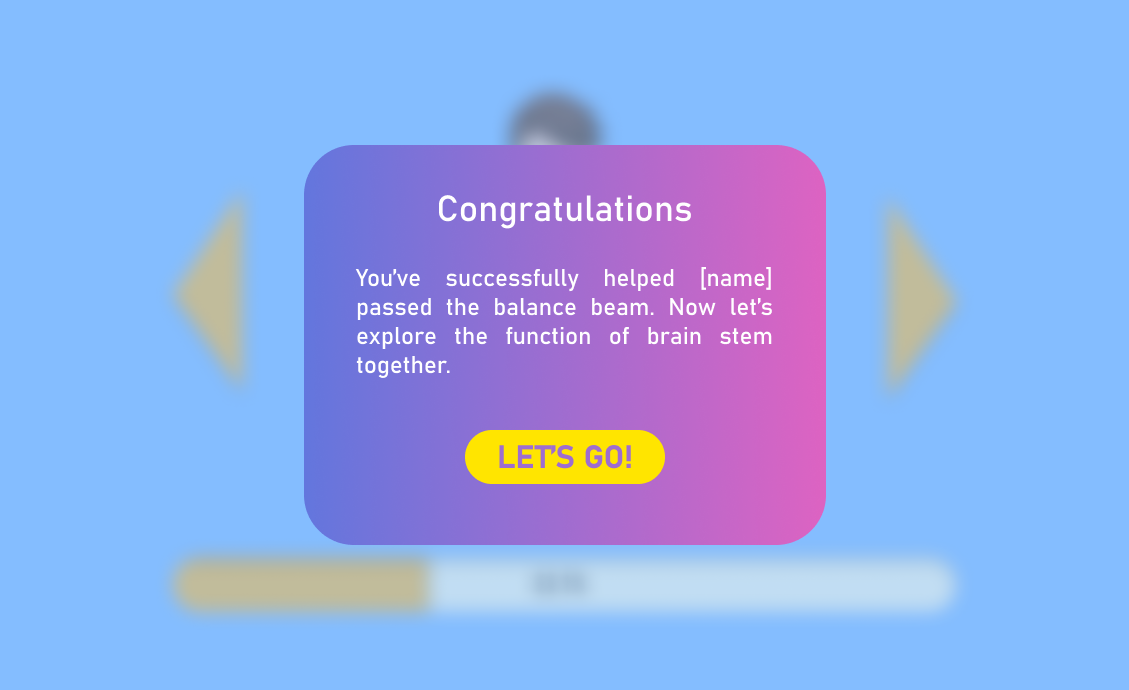 Congratulations
You've successfully helped [name]
passed the balance beam. Now let's
explore the function of brain stem
together.
LET'S GO!